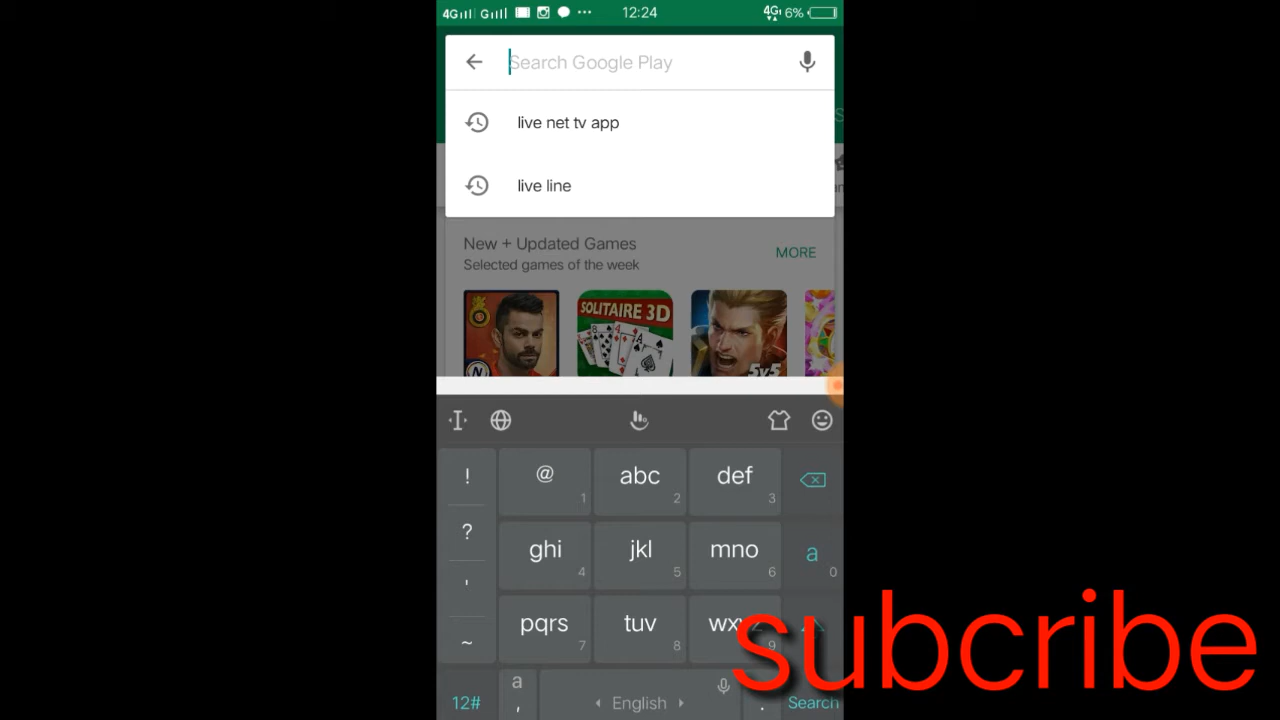 4G G 12:24 4G 6%
Search Google Play
live net tv app
live line
New + Updated Games
MORE
Selected games of the week
SOLITAIRE 3D
5v5
! @ 1 abc 2 def 3
?
ghi 4 jkl 5 mno 6 a 0
'
pqrs 7 tuv 8 9
~
subcribe
12# a , English . Search